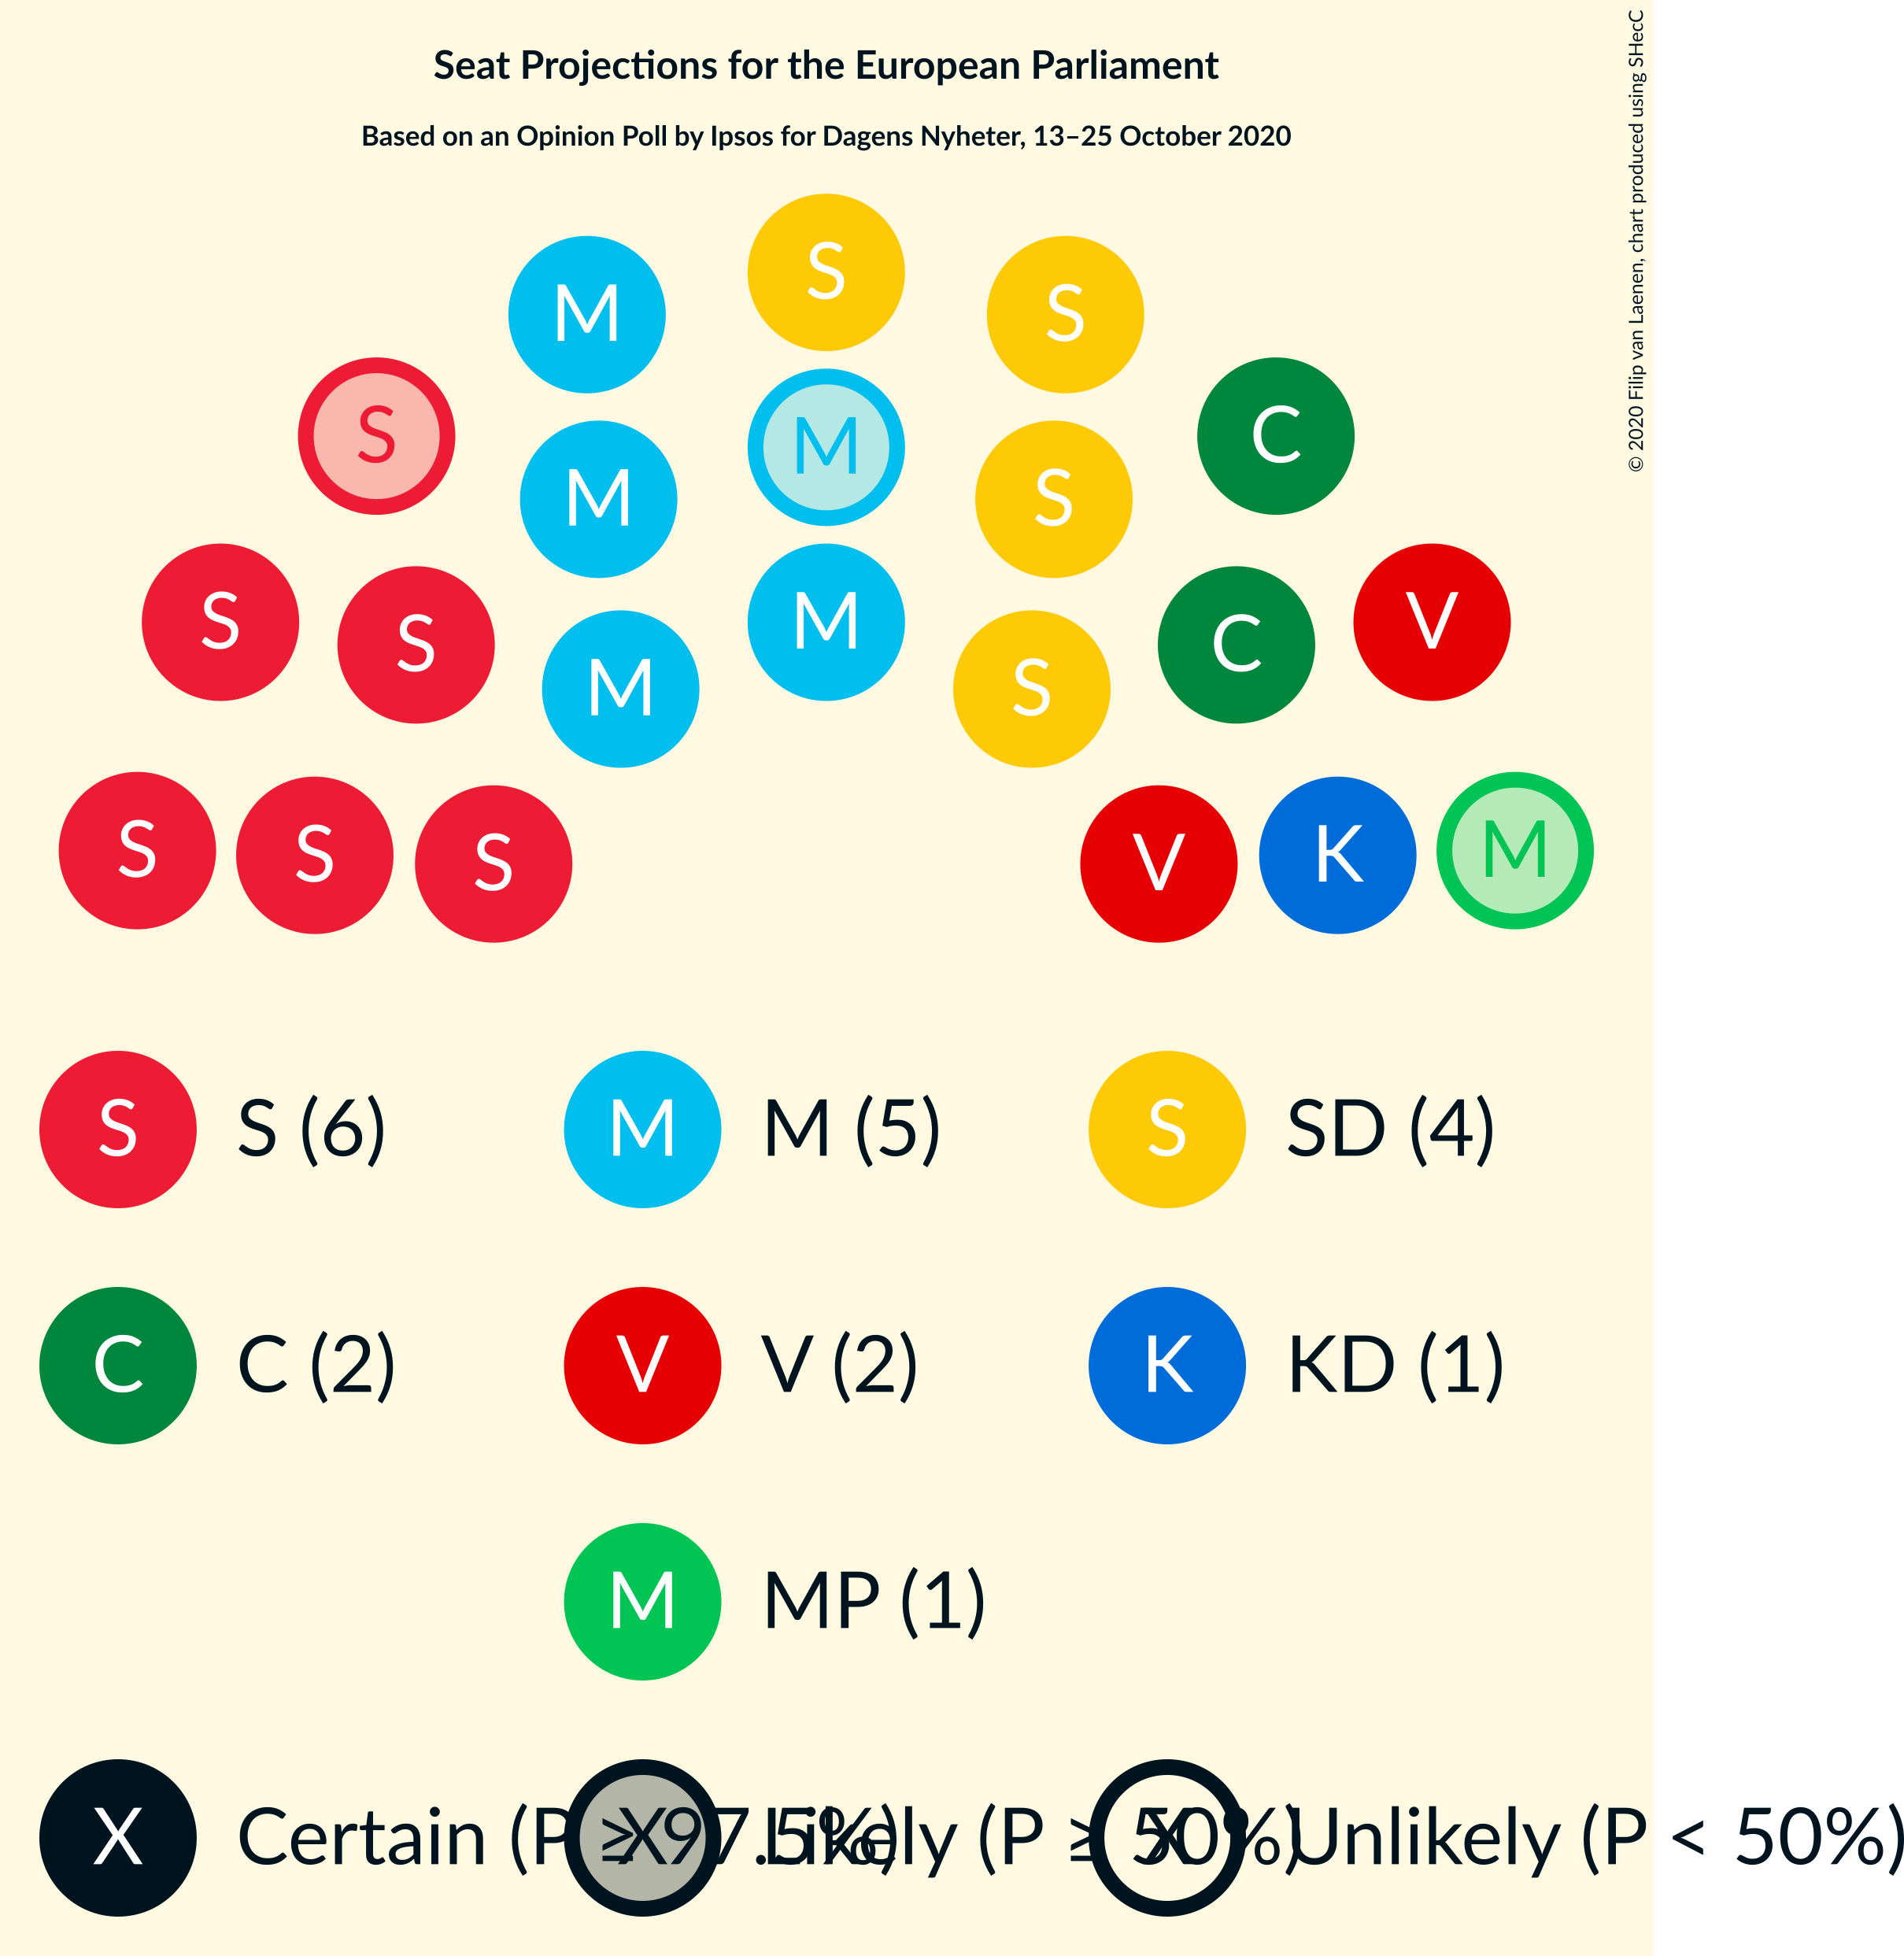 Seat Projections for the European Parliament
Based on an Opinion Poll by Ipsos for Dagens Nyheter, 13–25 October 2020
© 2020 Filip van Laenen, chart produced using SHecC
S
M S
M M S C
S C
S S M M S V
S S S V K M
S S (6) M M (5) S SD (4)
C C (2) V V (2) K KD (1)
M MP (1)
X Certain (P ≥ 97.5%) X Likely (P ≥ 50%) X Unlikely (P < 50%)